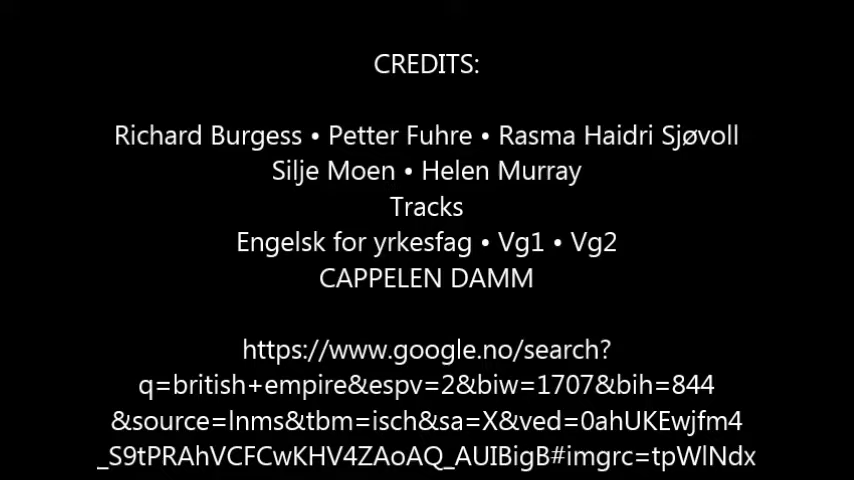 CREDITS:
Richard Burgess • Petter Fuhre • Rasma Haidri Sjøvoll
Silje Moen • Helen Murray
Tracks
Engelsk for yrkesfag • Vg1 • Vg2
CAPPELEN DAMM
https://www.google.no/search?
q=british+empire&espv=2&biw=1707&bih=844
&source=lnms&tbm=isch&sa=X&ved=0ahUKEwjfm4
_S9tPRAhVCFCwKHV4ZAoAQ_AUIBigB#imgrc=tpWlNdx